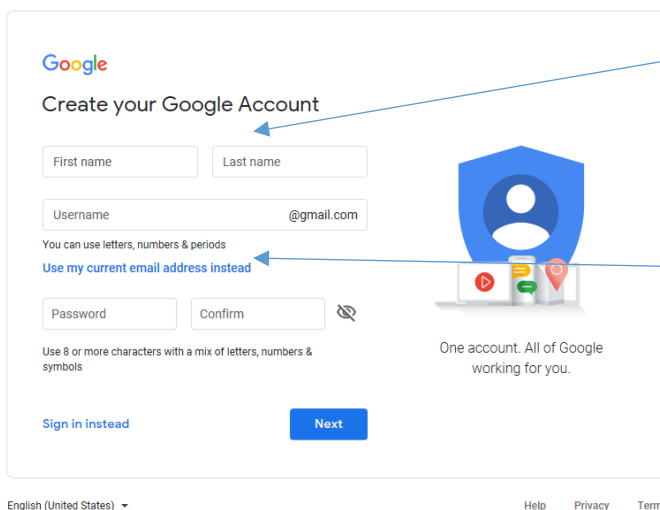 Google
Create your Google Account
First name Last name
Username @gmail.com
You can use letters, numbers & periods
Use my current email address instead
Password Confirm
Use 8 or more characters with a mix of letters, numbers &
symbols
One account. All of Google
working for you.
Sign in instead Next
English (United States) Help Privacy Term